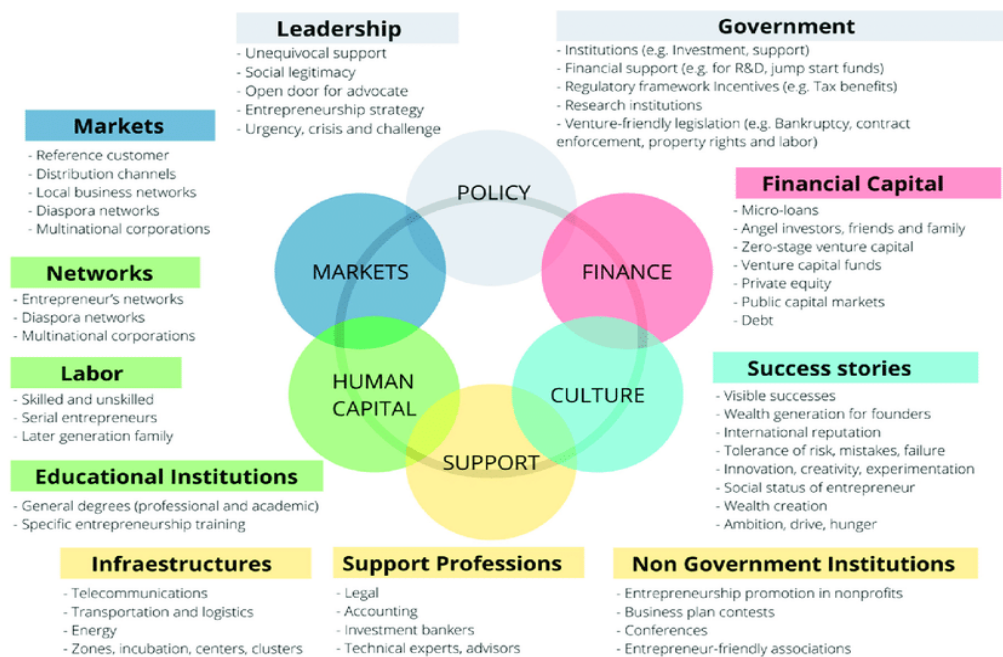 Leadership
- Unequivocal support
- Social legitimacy
- Open door for advocate
- Entrepreneurship strategy
- Urgency, crisis and challenge
Government
- Institutions (e.g. Investment, support)
- Financial support (e.g. for R&D, jump start funds)
- Regulatory framework Incentives (e.g. Tax benefits)
- Research institutions
- Venture-friendly legislation (e.g. Bankruptcy, contract
enforcement, property rights and labor)
Markets
- Reference customer
- Distribution channels
- Local business networks
- Diaspora networks
- Multinational corporations
Financial Capital
- Micro-loans
- Angel investors, friends and family
- Zero-stage venture capital
- Venture capital funds
- Private equity
- Public capital markets
- Debt
POLICY
MARKETS
FINANCE
HUMAN
CAPITAL
CULTURE
SUPPORT
Networks
- Entrepreneur's networks
- Diaspora networks
- Multinational corporations
Labor
- Skilled and unskilled
- Serial entrepreneurs
- Later generation family
Success stories
- Visible successes
- Wealth generation for founders
- International reputation
- Tolerance of risk, mistakes, failure
- Innovation, creativity, experimentation
- Social status of entrepreneur
- Wealth creation
- Ambition, drive, hunger
Educational Institutions
- General degrees (professional and academic)
- Specific entrepreneurship training
Infraestructures
- Telecommunications
- Transportation and logistics
- Energy
- Zones, incubation, centers, clusters
Support Professions
- Legal
- Accounting
- Investment bankers
- Technical experts, advisors
Non Government Institutions
- Entrepreneurship promotion in nonprofits
- Business plan contests
- Conferences
- Entrepreneur-friendly associations